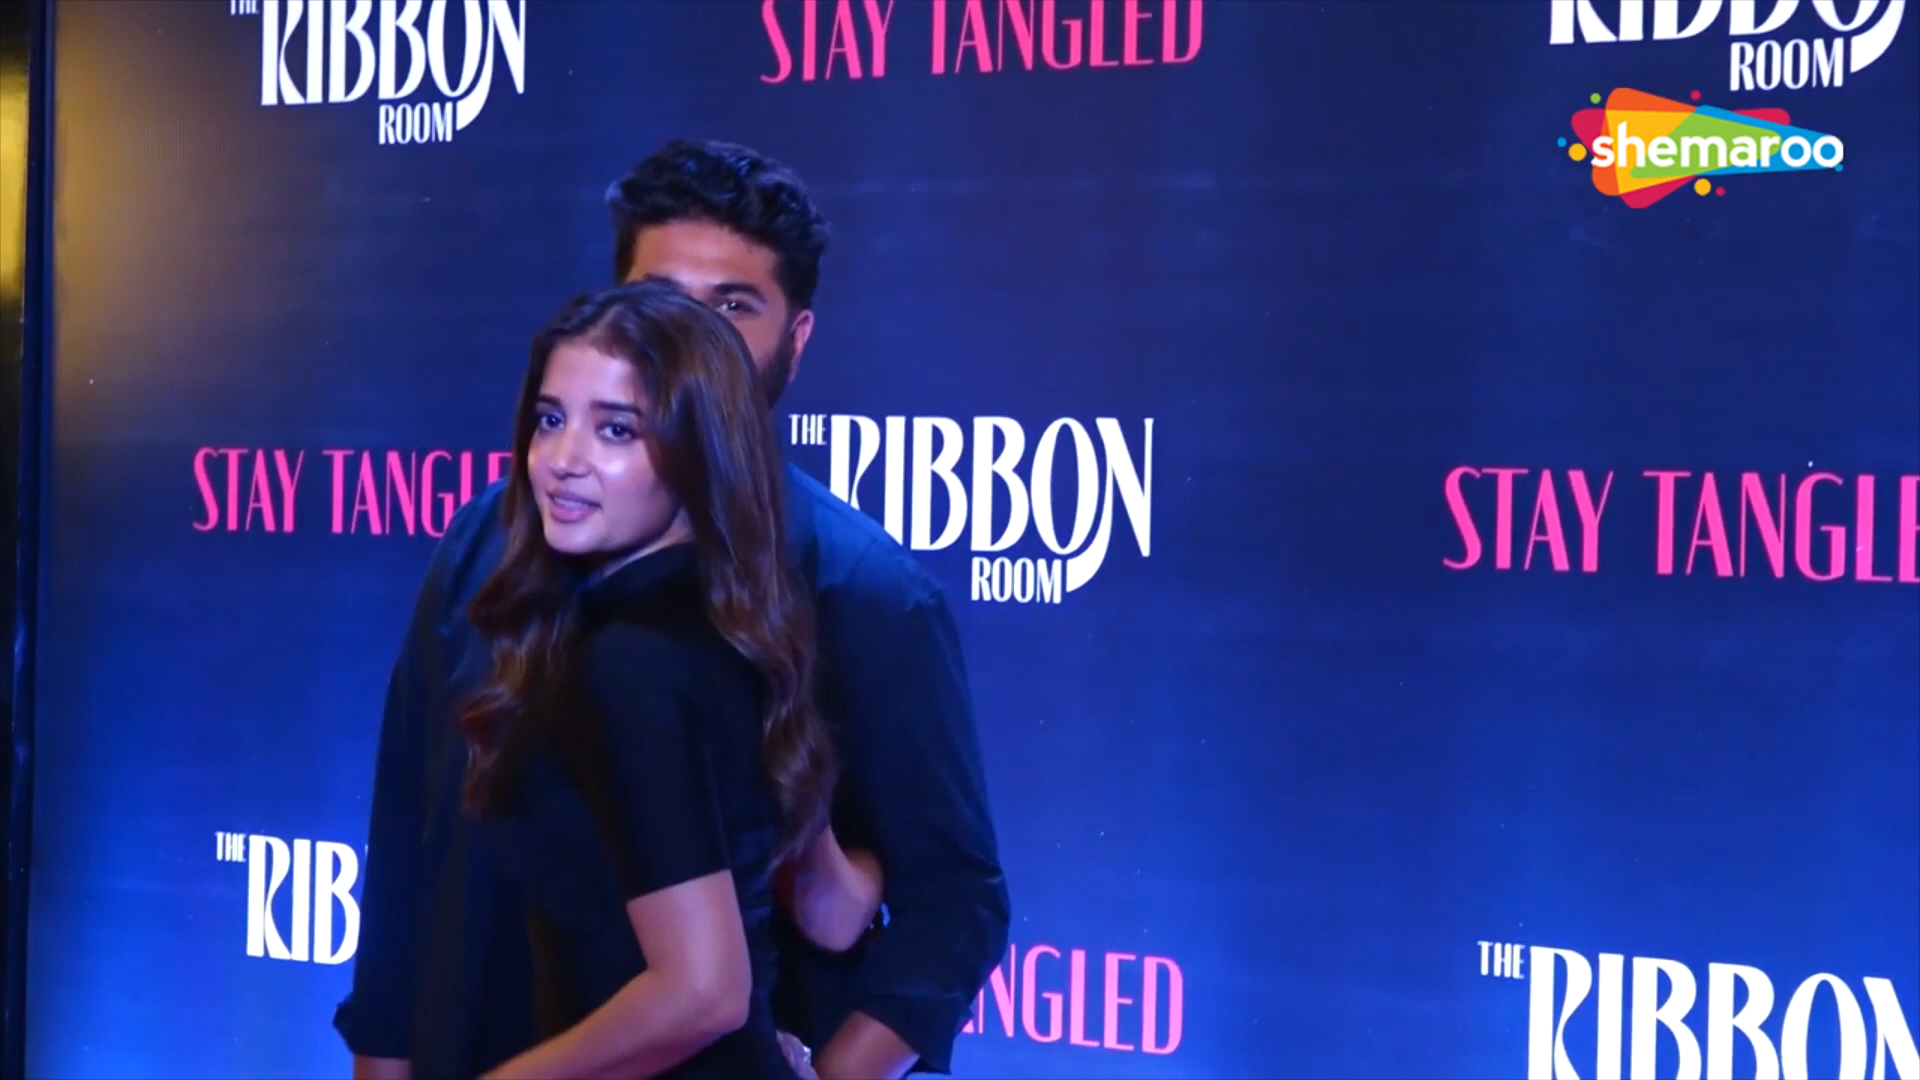 THE RIBBON
ROOM
STAY TANGLED
ROOM
shemaroo
STAY TANGL
THE RIBBON
ROOM
STAY TANGLE
THE RIB
NGLED
THE RIBBON